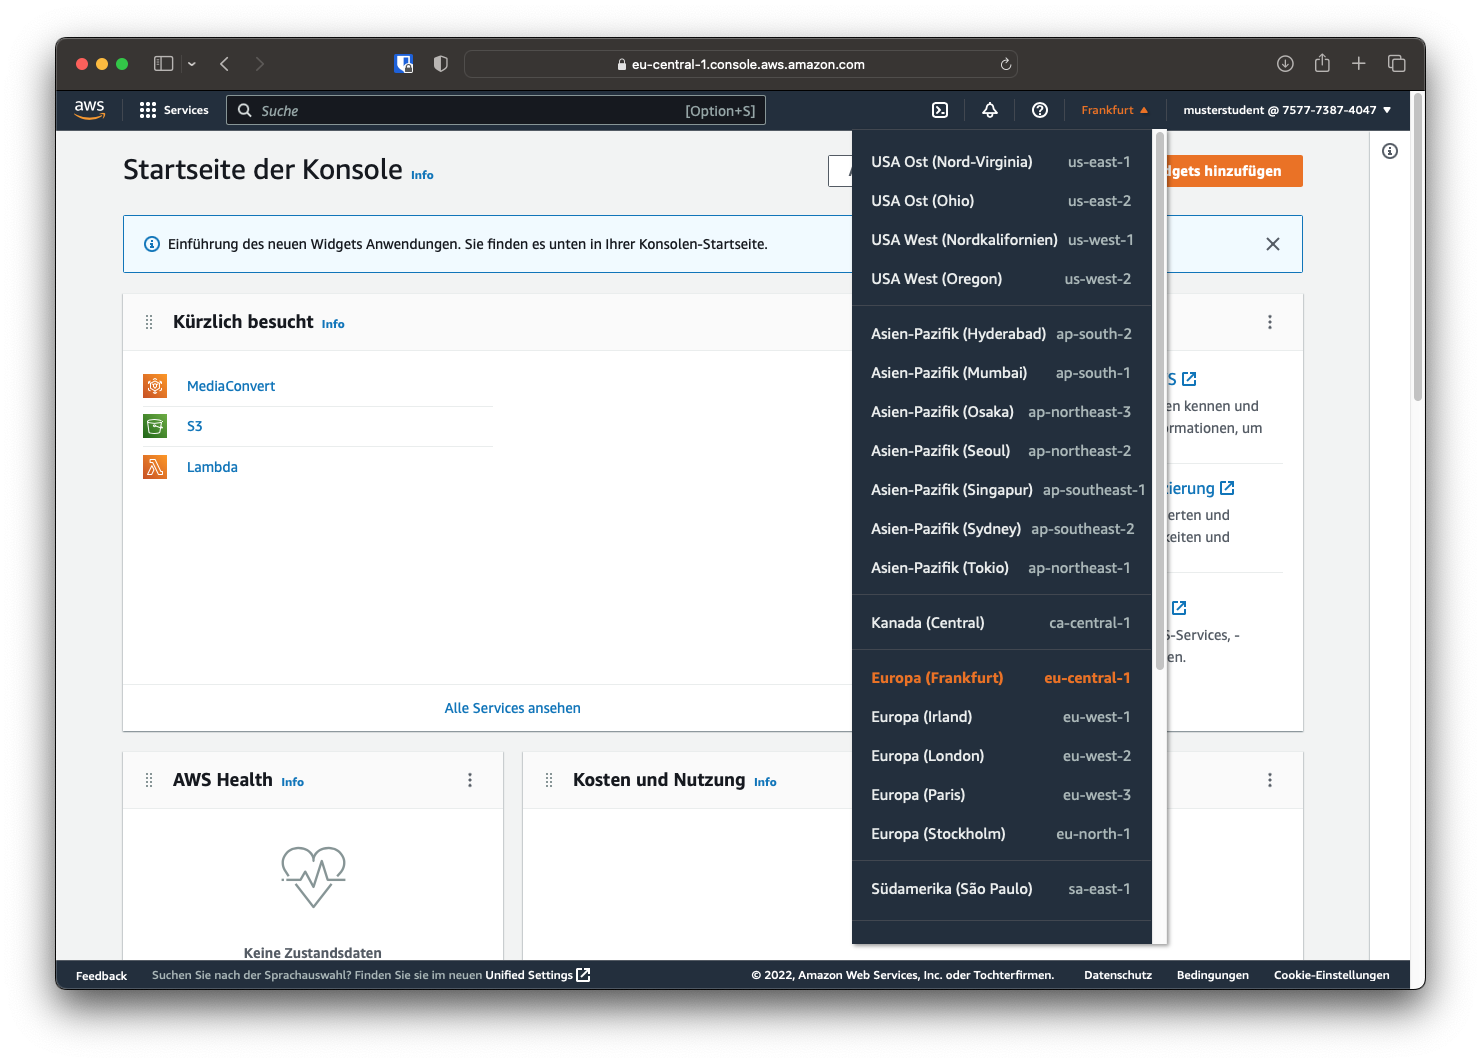 eu-central-1.console.aws.amazon.com
aws
Services
Suche
[Option+S]
Frankfurt
musterstudent @ 7577-7387-4047
Startseite der Konsole Info
dgets hinzufügen
Einführung des neuen Widgets Anwendungen. Sie finden es unten in Ihrer Konsolen-Startseite.
Kürzlich besucht Info
MediaConvert
S3
Lambda
Alle Services ansehen
S
en kennen und
ormationen, um
zierung
erten und
keiten und
S-Services, -
en.
USA Ost (Nord-Virginia) us-east-1
USA Ost (Ohio) us-east-2
USA West (Nordkalifornien) us-west-1
USA West (Oregon) us-west-2
Asien-Pazifik (Hyderabad) ap-south-2
Asien-Pazifik (Mumbai) ap-south-1
Asien-Pazifik (Osaka) ap-northeast-3
Asien-Pazifik (Seoul) ap-northeast-2
Asien-Pazifik (Singapur) ap-southeast-1
Asien-Pazifik (Sydney) ap-southeast-2
Asien-Pazifik (Tokio) ap-northeast-1
Kanada (Central) ca-central-1
Europa (Frankfurt) eu-central-1
Europa (Irland) eu-west-1
Europa (London) eu-west-2
Europa (Paris) eu-west-3
Europa (Stockholm) eu-north-1
Südamerika (São Paulo) sa-east-1
AWS Health Info
Keine Zustandsdaten
Kosten und Nutzung Info
Feedback
Suchen Sie nach der Sprachauswahl? Finden Sie sie im neuen Unified Settings
© 2022, Amazon Web Services, Inc. oder Tochterfirmen.
Datenschutz
Bedingungen
Cookie-Einstellungen